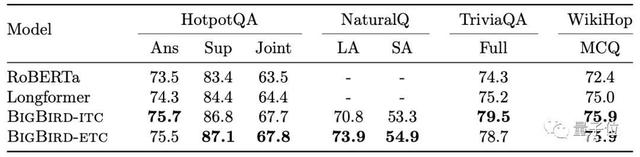 Model HotpotQA NaturalQ TriviaQA WikiHop
Ans Sup Joint LA SA Full MCQ
RoBERTa 73.5 83.4 63.5 - - 74.3 72.4
Longformer 74.3 84.4 64.4 - - 75.2 75.0
BIGBIRD-ITC 75.7 86.8 67.7 70.8 53.3 79.5 75.9
BIGBIRD-ETC 75.5 87.1 67.8 73.9 54.9 78.7 75.9
量子位